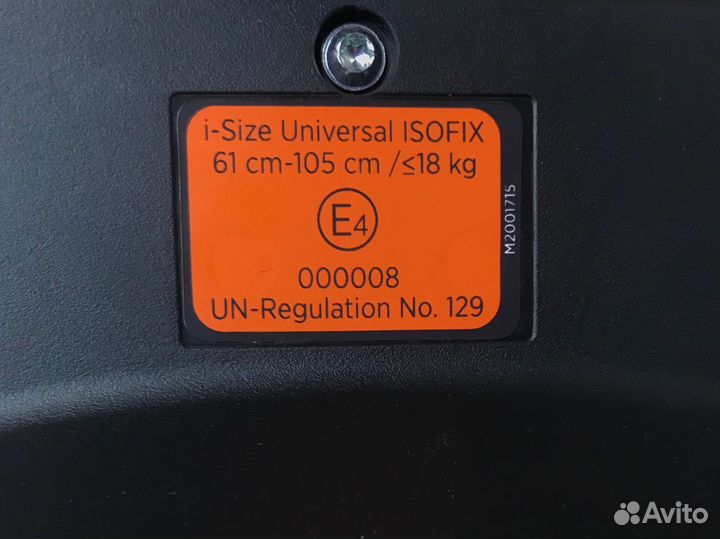 i-Size Universal ISOFIX
61 cm-105 cm /≤18 kg
E4
000008
UN-Regulation No. 129
M2001715
Avito